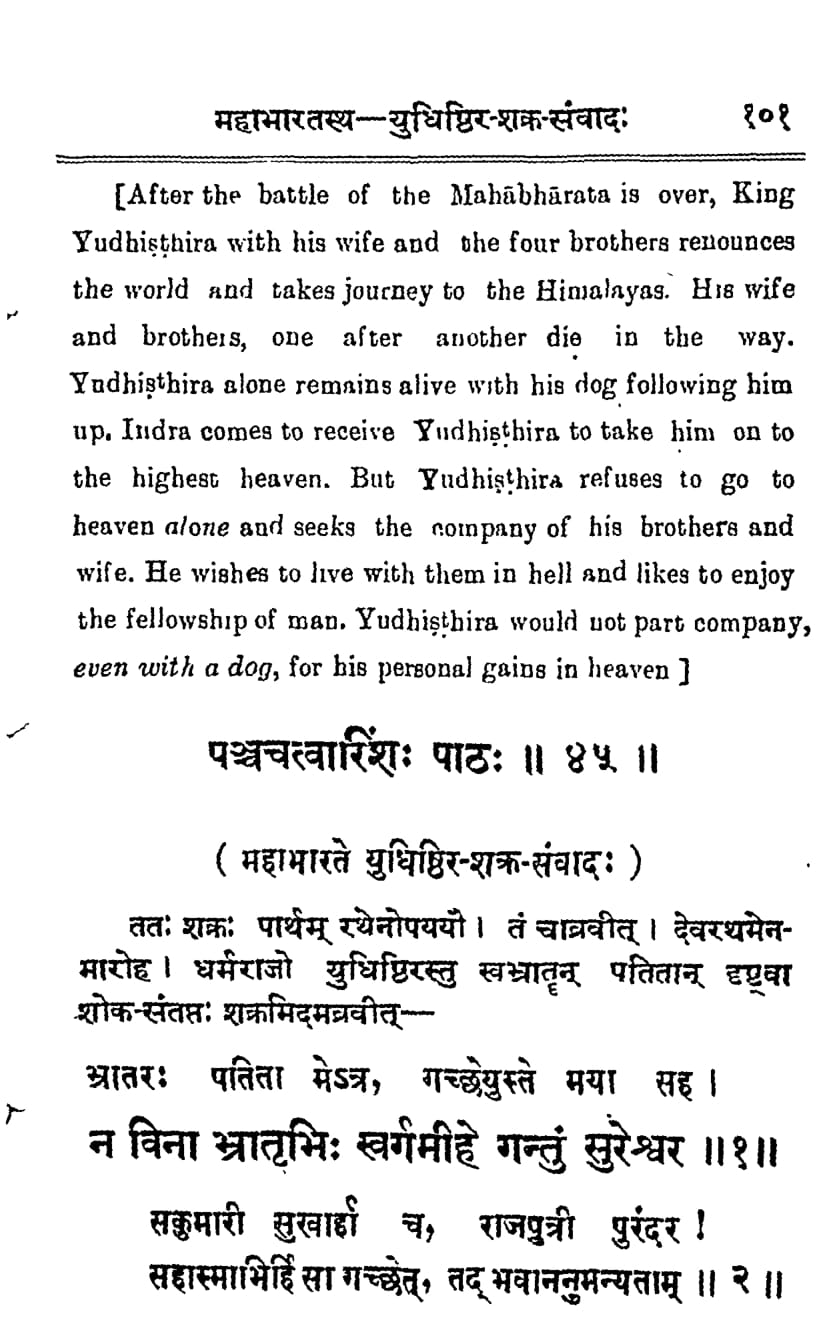 महाभारतस्थ—युधिष्ठिर-शक्र-संवादः १०१
[After the battle of the Mahābhārata is over, King
Yudhiṣṭhira with his wife and the four brothers renounces
the world and takes journey to the Himalayas. His wife
and brothers, one after another die in the way.
Yudhiṣthira alone remains alive with his dog following him
up. Indra comes to receive Yudhiṣṭhira to take him on to
the highest heaven. But Yudhiṣṭhira refuses to go to
heaven alone and seeks the company of his brothers and
wife. He wishes to live with them in hell and likes to enjoy
the fellowship of man. Yudhiṣṭhira would not part company,
even with a dog, for his personal gains in heaven ]
पञ्चचत्वारिंशः पाठः ॥ ४५ ॥
( महाभारते युधिष्ठिर-शक्र-संवादः )
ततः शक्रः पार्थम् रथेनोपययौ । तं चाब्रवीत् । देवरथमेन-
मारोह । धर्मराजो युधिष्ठिरस्तु स्वभ्रातॄन् पतितान् दृष्ट्वा
शोक-संतप्तः शक्रमिदमब्रवीत्—
भ्रातरः पतिता मेऽत्र, गच्छेयुस्ते मया सह ।
न विना भ्रातृभिः स्वर्गमीहे गन्तुं सुरेश्वर ॥१॥
सकुमारी सुखार्हा च, राजपुत्री पुरंदर !
सहास्माभिर्हि सा गच्छेत्, तद् भवाननुमन्यताम् ॥ २ ॥